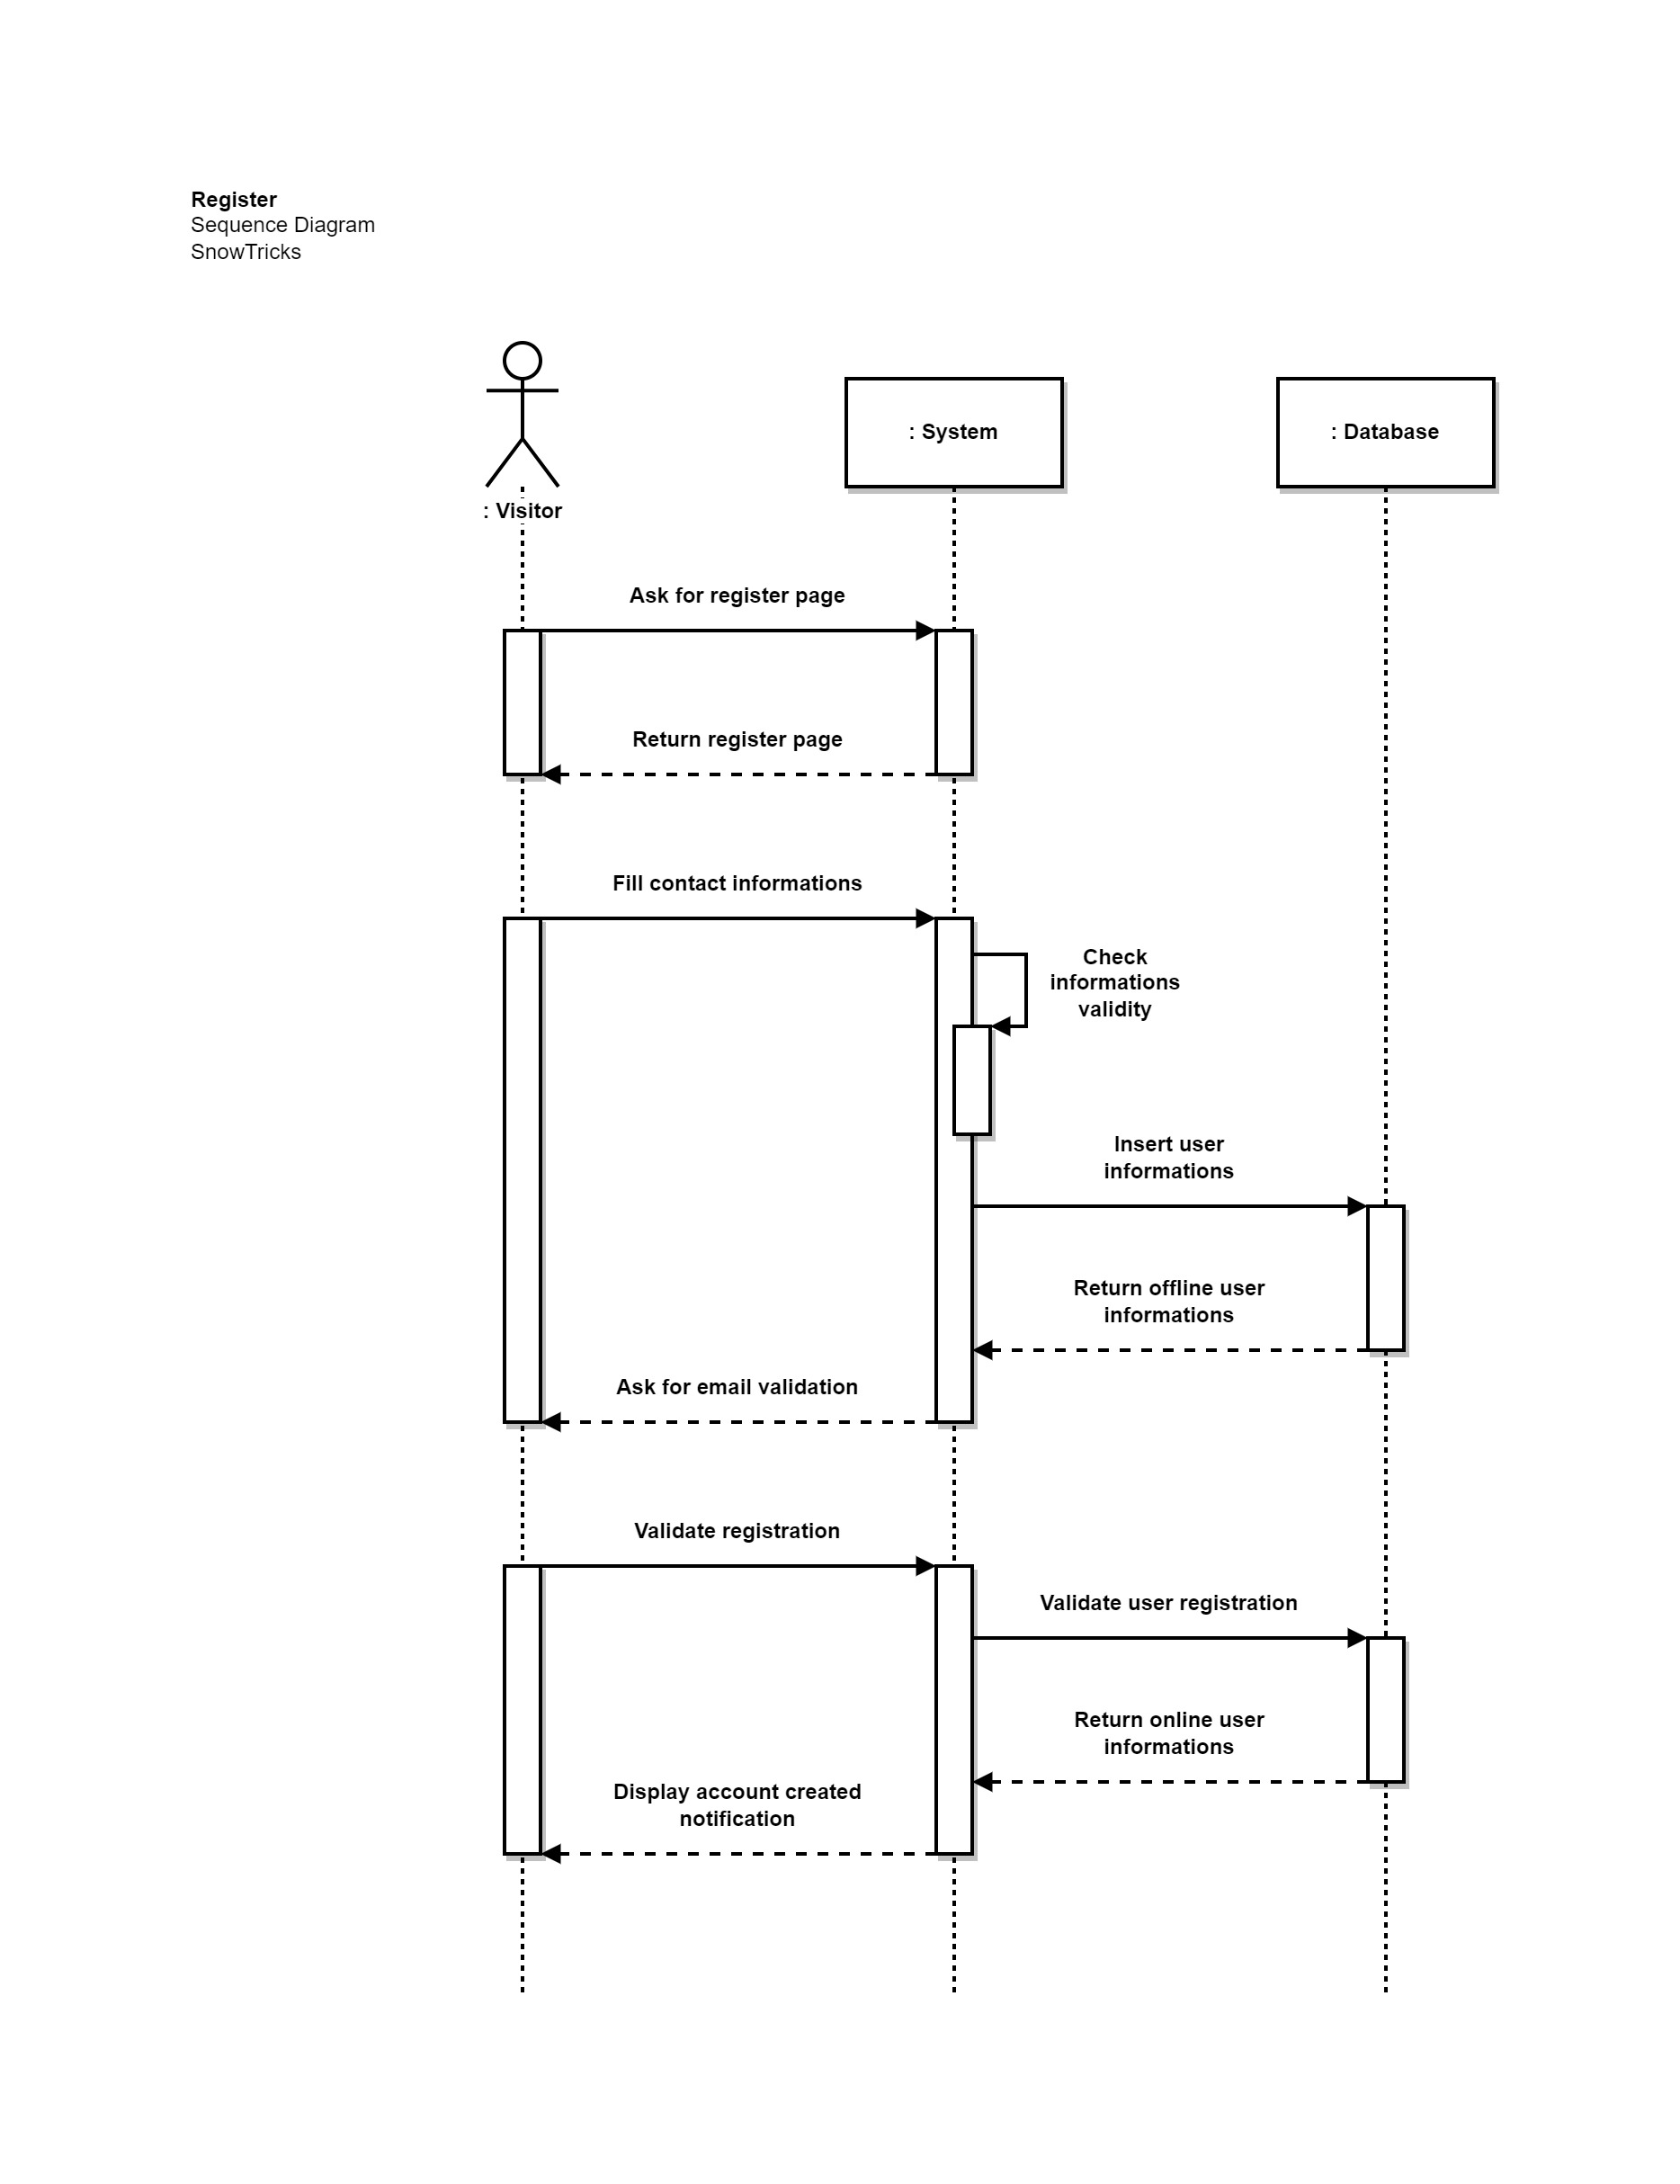 Register
Sequence Diagram
SnowTricks
: Visitor
: System
: Database
Ask for register page
Return register page
Fill contact informations
Check
informations
validity
Insert user
informations
Return offline user
informations
Ask for email validation
Validate registration
Validate user registration
Return online user
informations
Display account created
notification